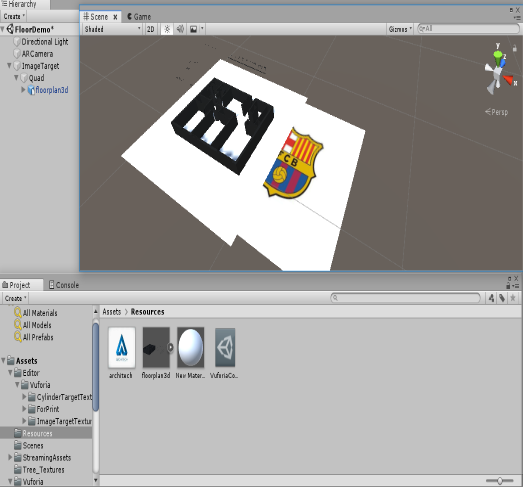 Hierarchy
Create
FloorDemo*
Directional Light
ARCamera
ImageTarget
Quad
floorplan3d
Scene
Game
Shaded
2D
Gizmos
All
y
x
Persp
FCB
Project
Console
Create
All Materials
All Models
All Prefabs
Assets
Editor
Vuforia
CylinderTargetText
ForPrint
ImageTargetTextur
Resources
Scenes
StreamingAssets
Tree_Textures
Vuforia
Assets
Resources
architech
floorplan3d
New Mater...
VuforiaCo...